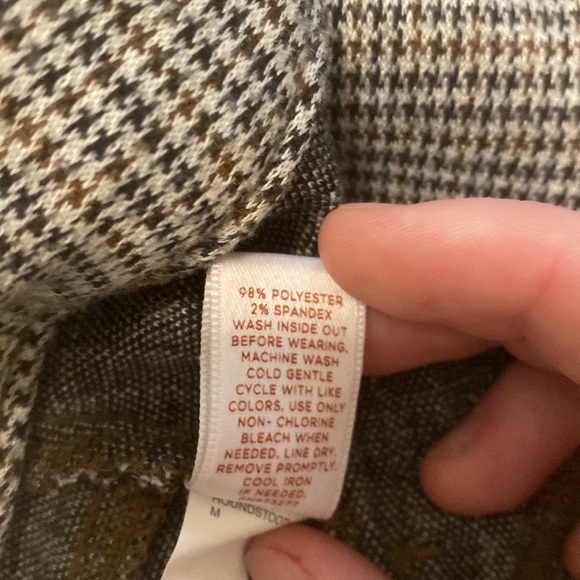 98% POLYESTER
2% SPANDEX
WASH INSIDE OUT
BEFORE WEARING.
MACHINE WASH
COLD GENTLE
CYCLE WITH LIKE
COLORS. USE ONLY
NON- CHLORINE
BLEACH WHEN
NEEDED. LINE DRY.
REMOVE PROMPTLY.
COOL IRON
IF NEEDED.
M